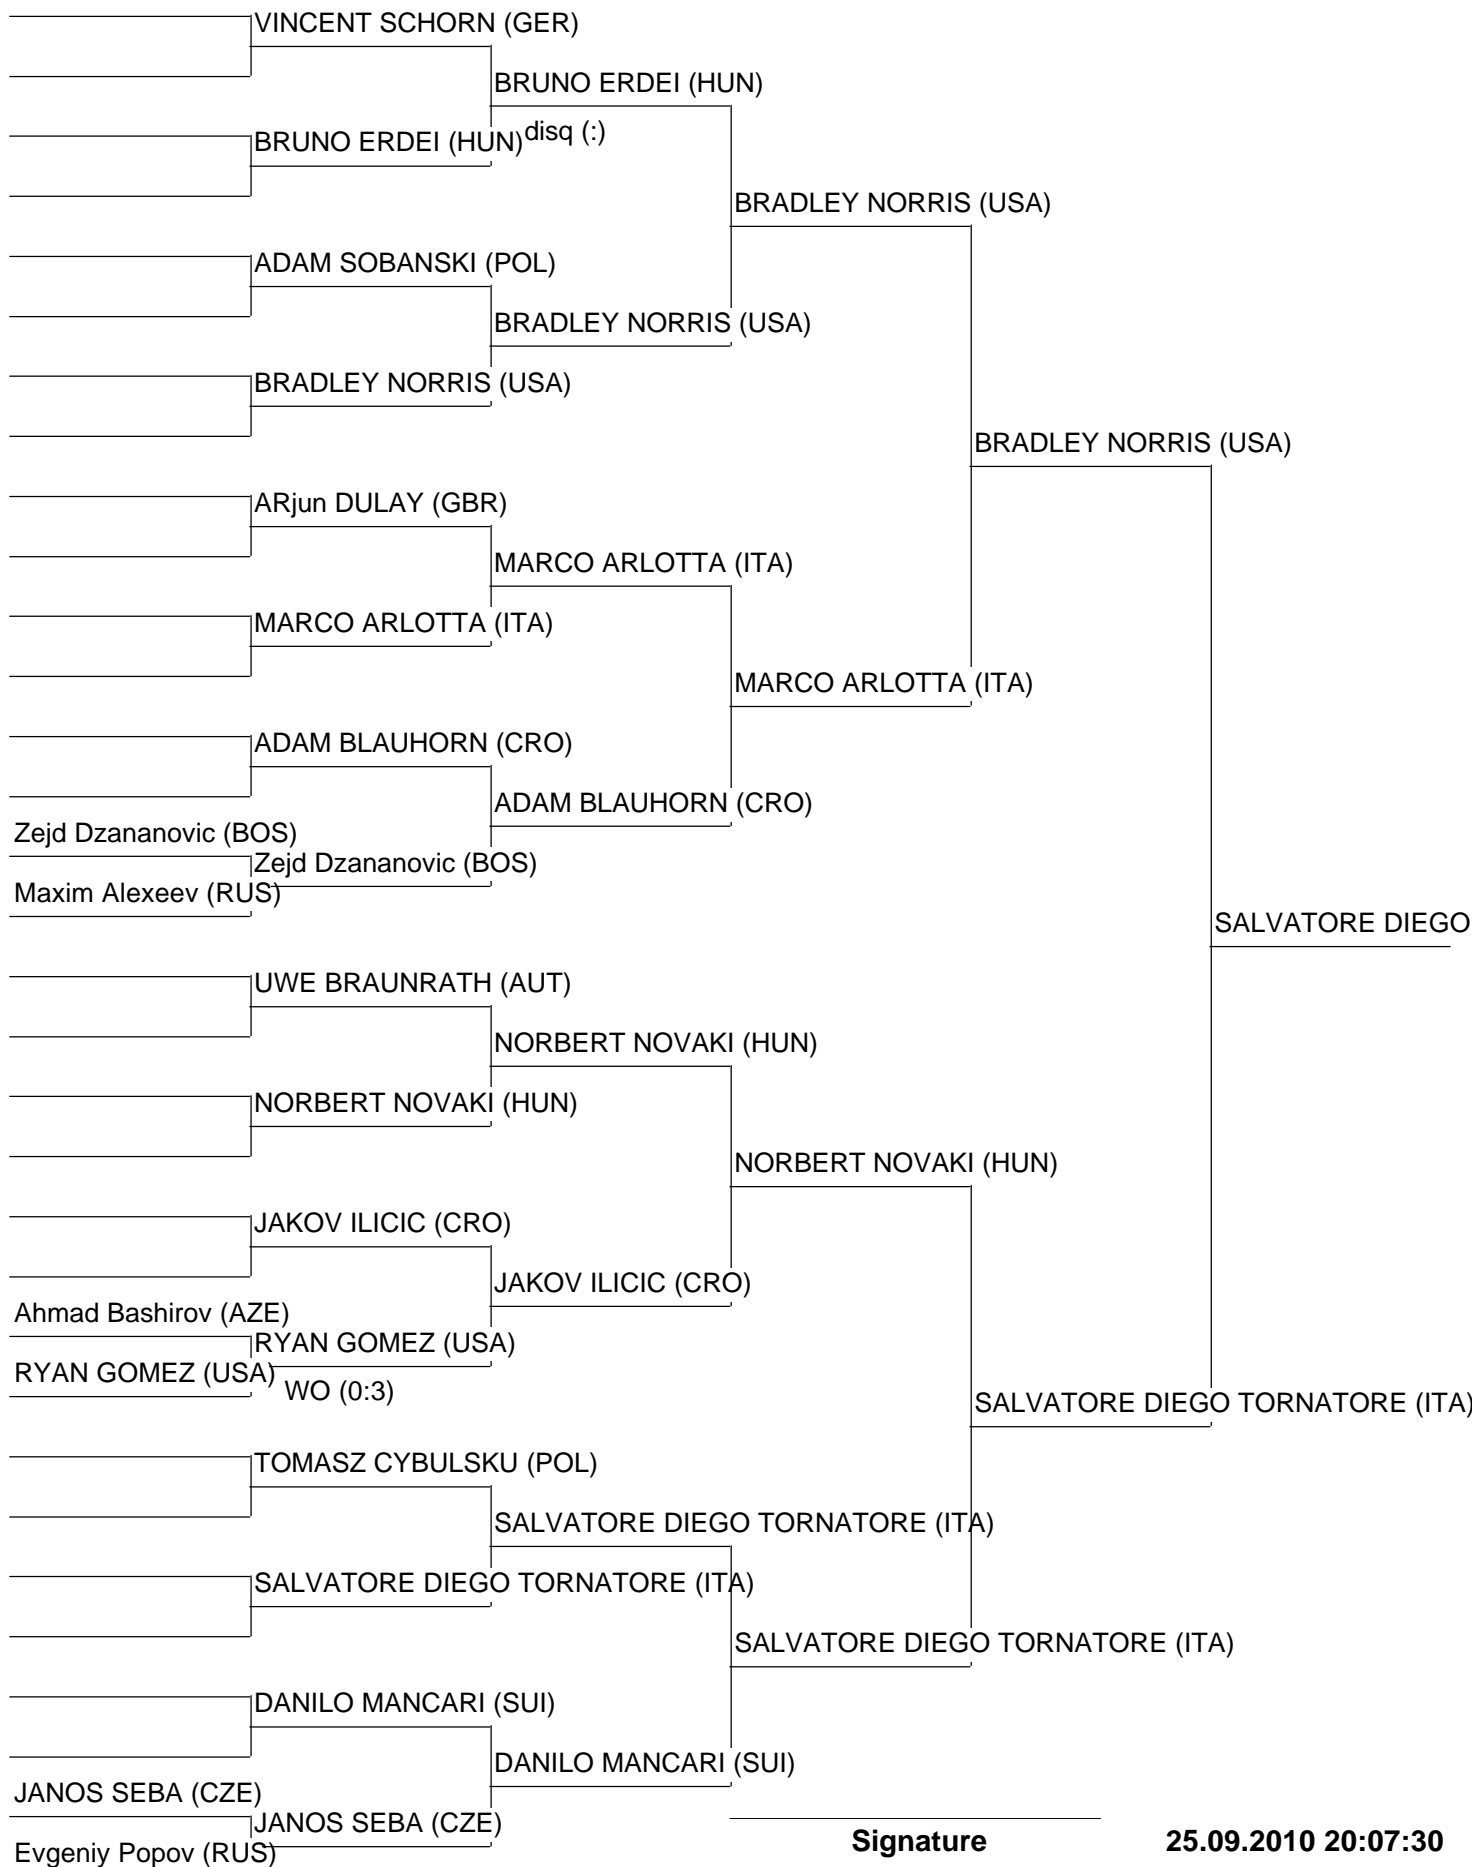 VINCENT SCHORN (GER)
BRUNO ERDEI (HUN)
BRUNO ERDEI (HUN)
disq (:)
BRADLEY NORRIS (USA)
ADAM SOBANSKI (POL)
BRADLEY NORRIS (USA)
BRADLEY NORRIS (USA)
BRADLEY NORRIS (USA)
ARjun DULAY (GBR)
MARCO ARLOTTA (ITA)
MARCO ARLOTTA (ITA)
MARCO ARLOTTA (ITA)
ADAM BLAUHORN (CRO)
ADAM BLAUHORN (CRO)
Zejd Dzananovic (BOS)
Zejd Dzananovic (BOS)
Maxim Alexeev (RUS)
SALVATORE DIEGO
UWE BRAUNRATH (AUT)
NORBERT NOVAKI (HUN)
NORBERT NOVAKI (HUN)
NORBERT NOVAKI (HUN)
JAKOV ILICIC (CRO)
JAKOV ILICIC (CRO)
Ahmad Bashirov (AZE)
RYAN GOMEZ (USA)
RYAN GOMEZ (USA)
WO (0:3)
SALVATORE DIEGO TORNATORE (ITA)
TOMASZ CYBULSKU (POL)
SALVATORE DIEGO TORNATORE (ITA)
SALVATORE DIEGO TORNATORE (ITA)
SALVATORE DIEGO TORNATORE (ITA)
DANILO MANCARI (SUI)
DANILO MANCARI (SUI)
JANOS SEBA (CZE)
JANOS SEBA (CZE)
Evgeniy Popov (RUS)
Signature
25.09.2010 20:07:30